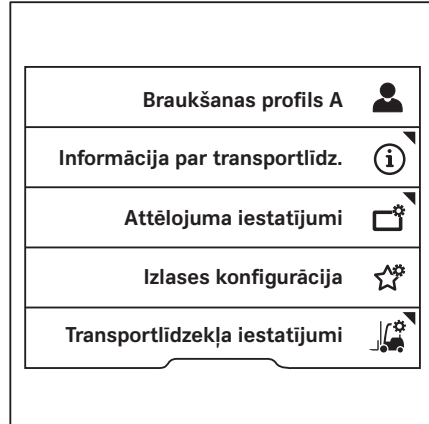 Braukšanas profils A
Informācija par transportlīdz.
Attēlojuma iestatījumi
Izlases konfigurācija
Transportlīdzekļa iestatījumi